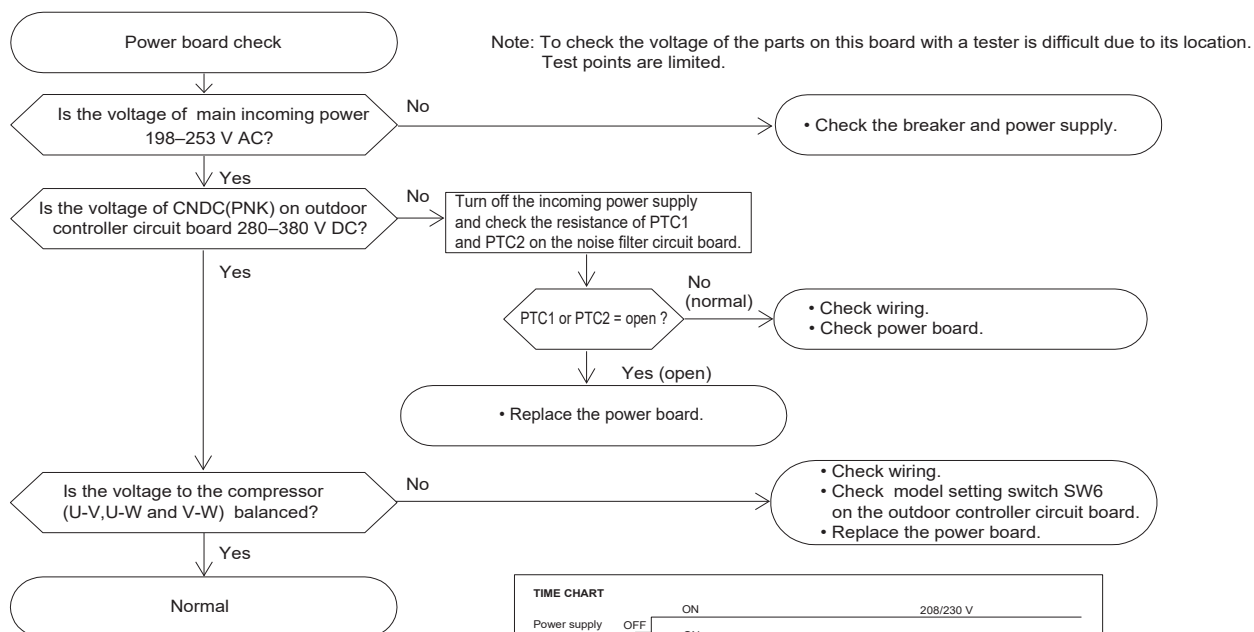 Power board check
Note: To check the voltage of the parts on this board with a tester is difficult due to its location.
Test points are limited.
Is the voltage of main incoming power
198–253 V AC?
No
• Check the breaker and power supply.
Yes
Is the voltage of CNDC(PNK) on outdoor
controller circuit board 280–380 V DC?
No
Turn off the incoming power supply
and check the resistance of PTC1
and PTC2 on the noise filter circuit board.
Yes
PTC1 or PTC2 = open ?
No
(normal)
• Check wiring.
• Check power board.
Yes (open)
• Replace the power board.
Is the voltage to the compressor
(U-V,U-W and V-W) balanced?
No
• Check wiring.
• Check model setting switch SW6
on the outdoor controller circuit board.
• Replace the power board.
Yes
Normal
TIME CHART
ON
208/230 V
Power supply
OFF
ON